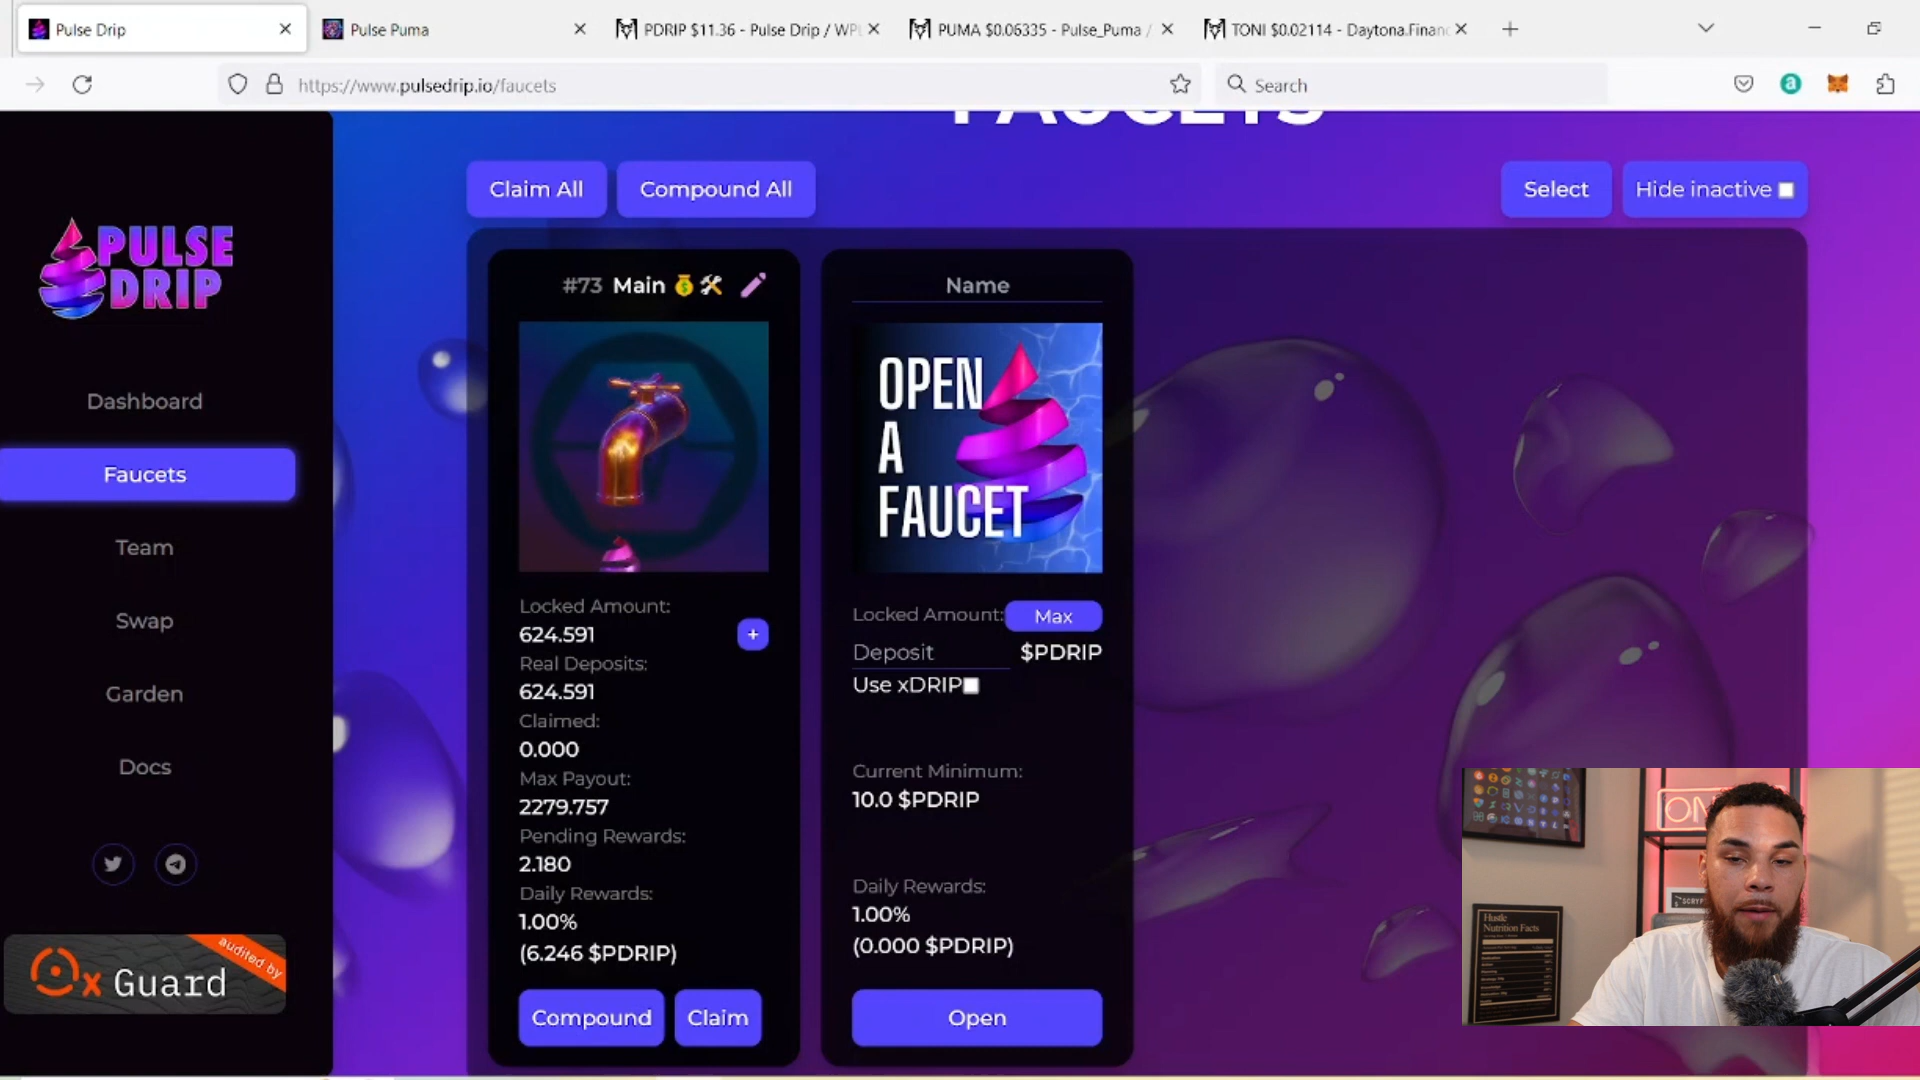 Pulse Drip
Pulse Puma
PDRIP $11.36 - Pulse Drip / WPL
PUMA $0.06335 - Pulse_Puma /
TONI $0.02114 - Daytona.Financ
https://www.pulsedrip.io/faucets
Search
FAUCETS
Claim All
Compound All
Select
Hide inactive
PULSE
DRIP
Dashboard
Faucets
Team
Swap
Garden
Docs
audited by
x Guard
#73 Main
Locked Amount:
624.591
+
Real Deposits:
624.591
Claimed:
0.000
Max Payout:
2279.757
Pending Rewards:
2.180
Daily Rewards:
1.00%
(6.246 $PDRIP)
Compound
Claim
Name
OPEN
A
FAUCET
Locked Amount:
Max
Deposit
$PDRIP
Use xDRIP
Current Minimum:
10.0 $PDRIP
Daily Rewards:
1.00%
(0.000 $PDRIP)
Open
Hustle
Nutrition Facts